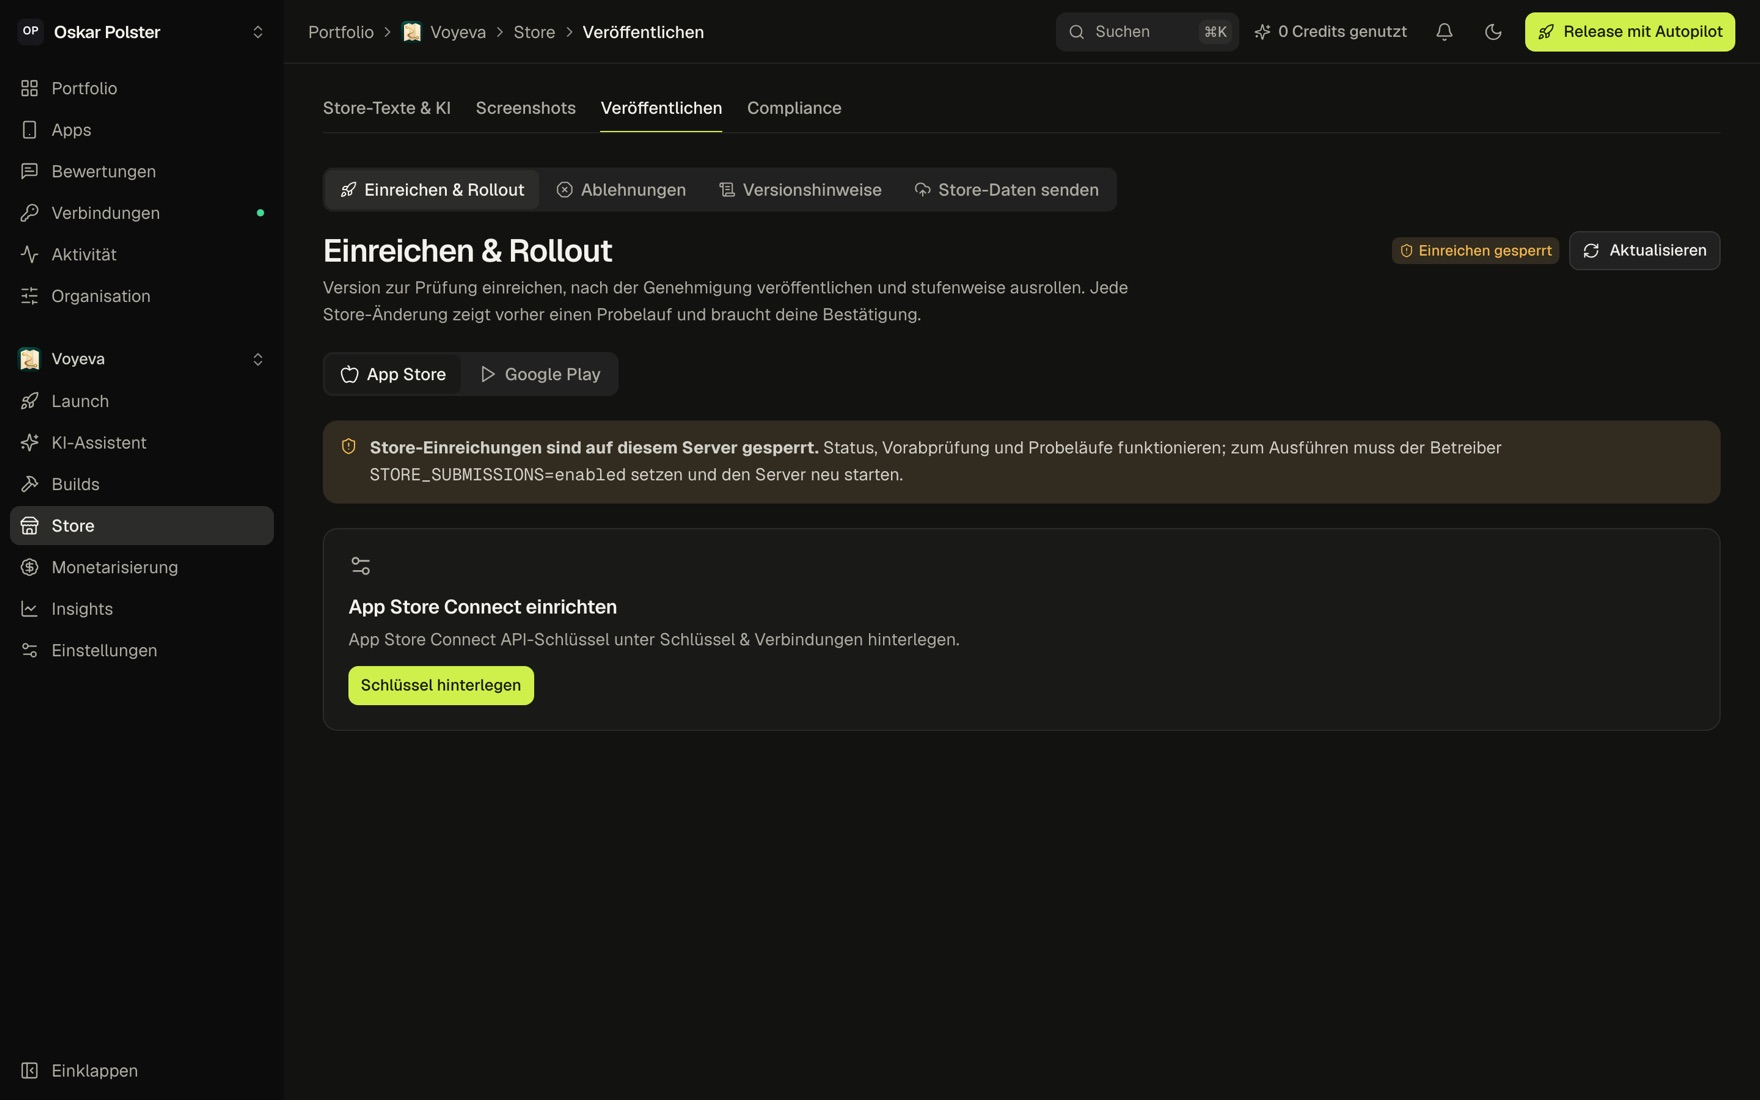 OP Oskar Polster
Portfolio
Apps
Bewertungen
Verbindungen
Aktivität
Organisation
Voyeva
Launch
KI-Assistent
Builds
Store
Monetarisierung
Insights
Einstellungen
Einklappen
Portfolio > Voyeva > Store > Veröffentlichen
Suchen ⌘K
0 Credits genutzt
Release mit Autopilot
Store-Texte & KI Screenshots Veröffentlichen Compliance
Einreichen & Rollout Ablehnungen Versionshinweise Store-Daten senden
Einreichen & Rollout
Einreichen gesperrt
Aktualisieren
Version zur Prüfung einreichen, nach der Genehmigung veröffentlichen und stufenweise ausrollen. Jede
Store-Änderung zeigt vorher einen Probelauf und braucht deine Bestätigung.
App Store Google Play
Store-Einreichungen sind auf diesem Server gesperrt. Status, Vorabprüfung und Probeläufe funktionieren; zum Ausführen muss der Betreiber
STORE_SUBMISSIONS=enabled setzen und den Server neu starten.
App Store Connect einrichten
App Store Connect API-Schlüssel unter Schlüssel & Verbindungen hinterlegen.
Schlüssel hinterlegen